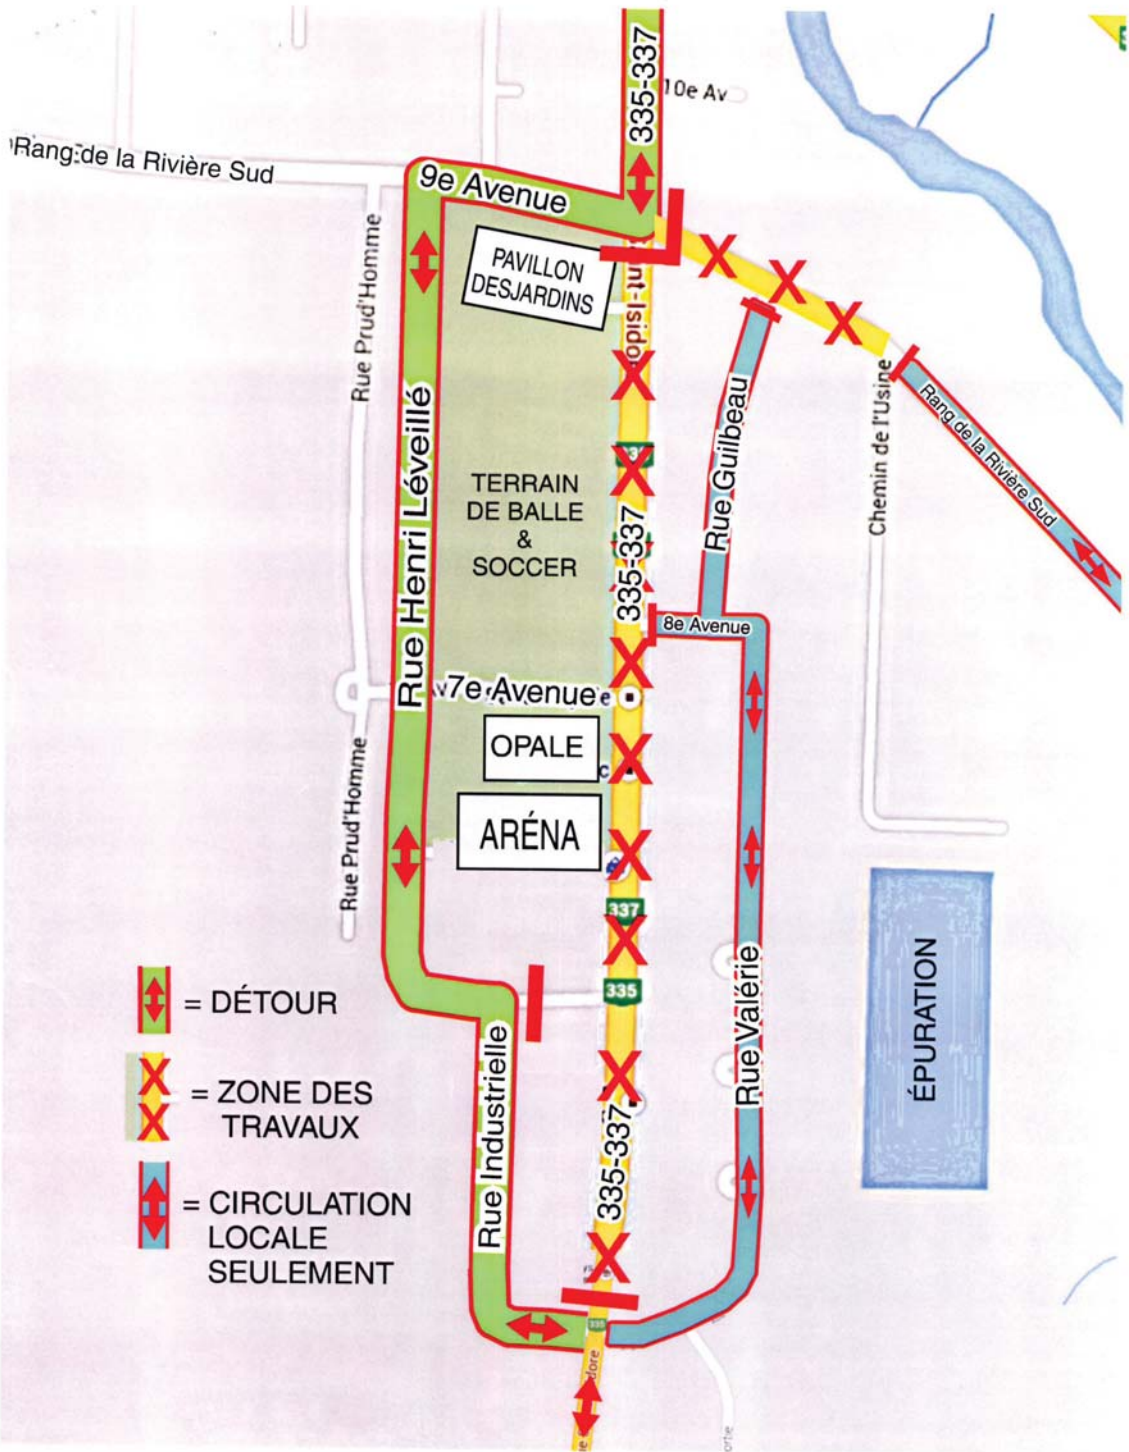 335-337
10e Av
Rang de la Rivière Sud
9e Avenue
PAVILLON
DESJARDINS
Rue Prud'Homme
Rue Henri Léveillé
TERRAIN
DE BALLE
&
SOCCER
335-337
Rue Guilbeau
Chemin de l'Usine
Rang de la Rivière Sud
8e Avenue
7e Avenue
OPALE
ARÉNA
Rue Prud'Homme
337
335
Rue Valérie
ÉPURATION
= DÉTOUR
= ZONE DES
TRAVAUX
= CIRCULATION
LOCALE
SEULEMENT
Rue Industrielle
335-337
335